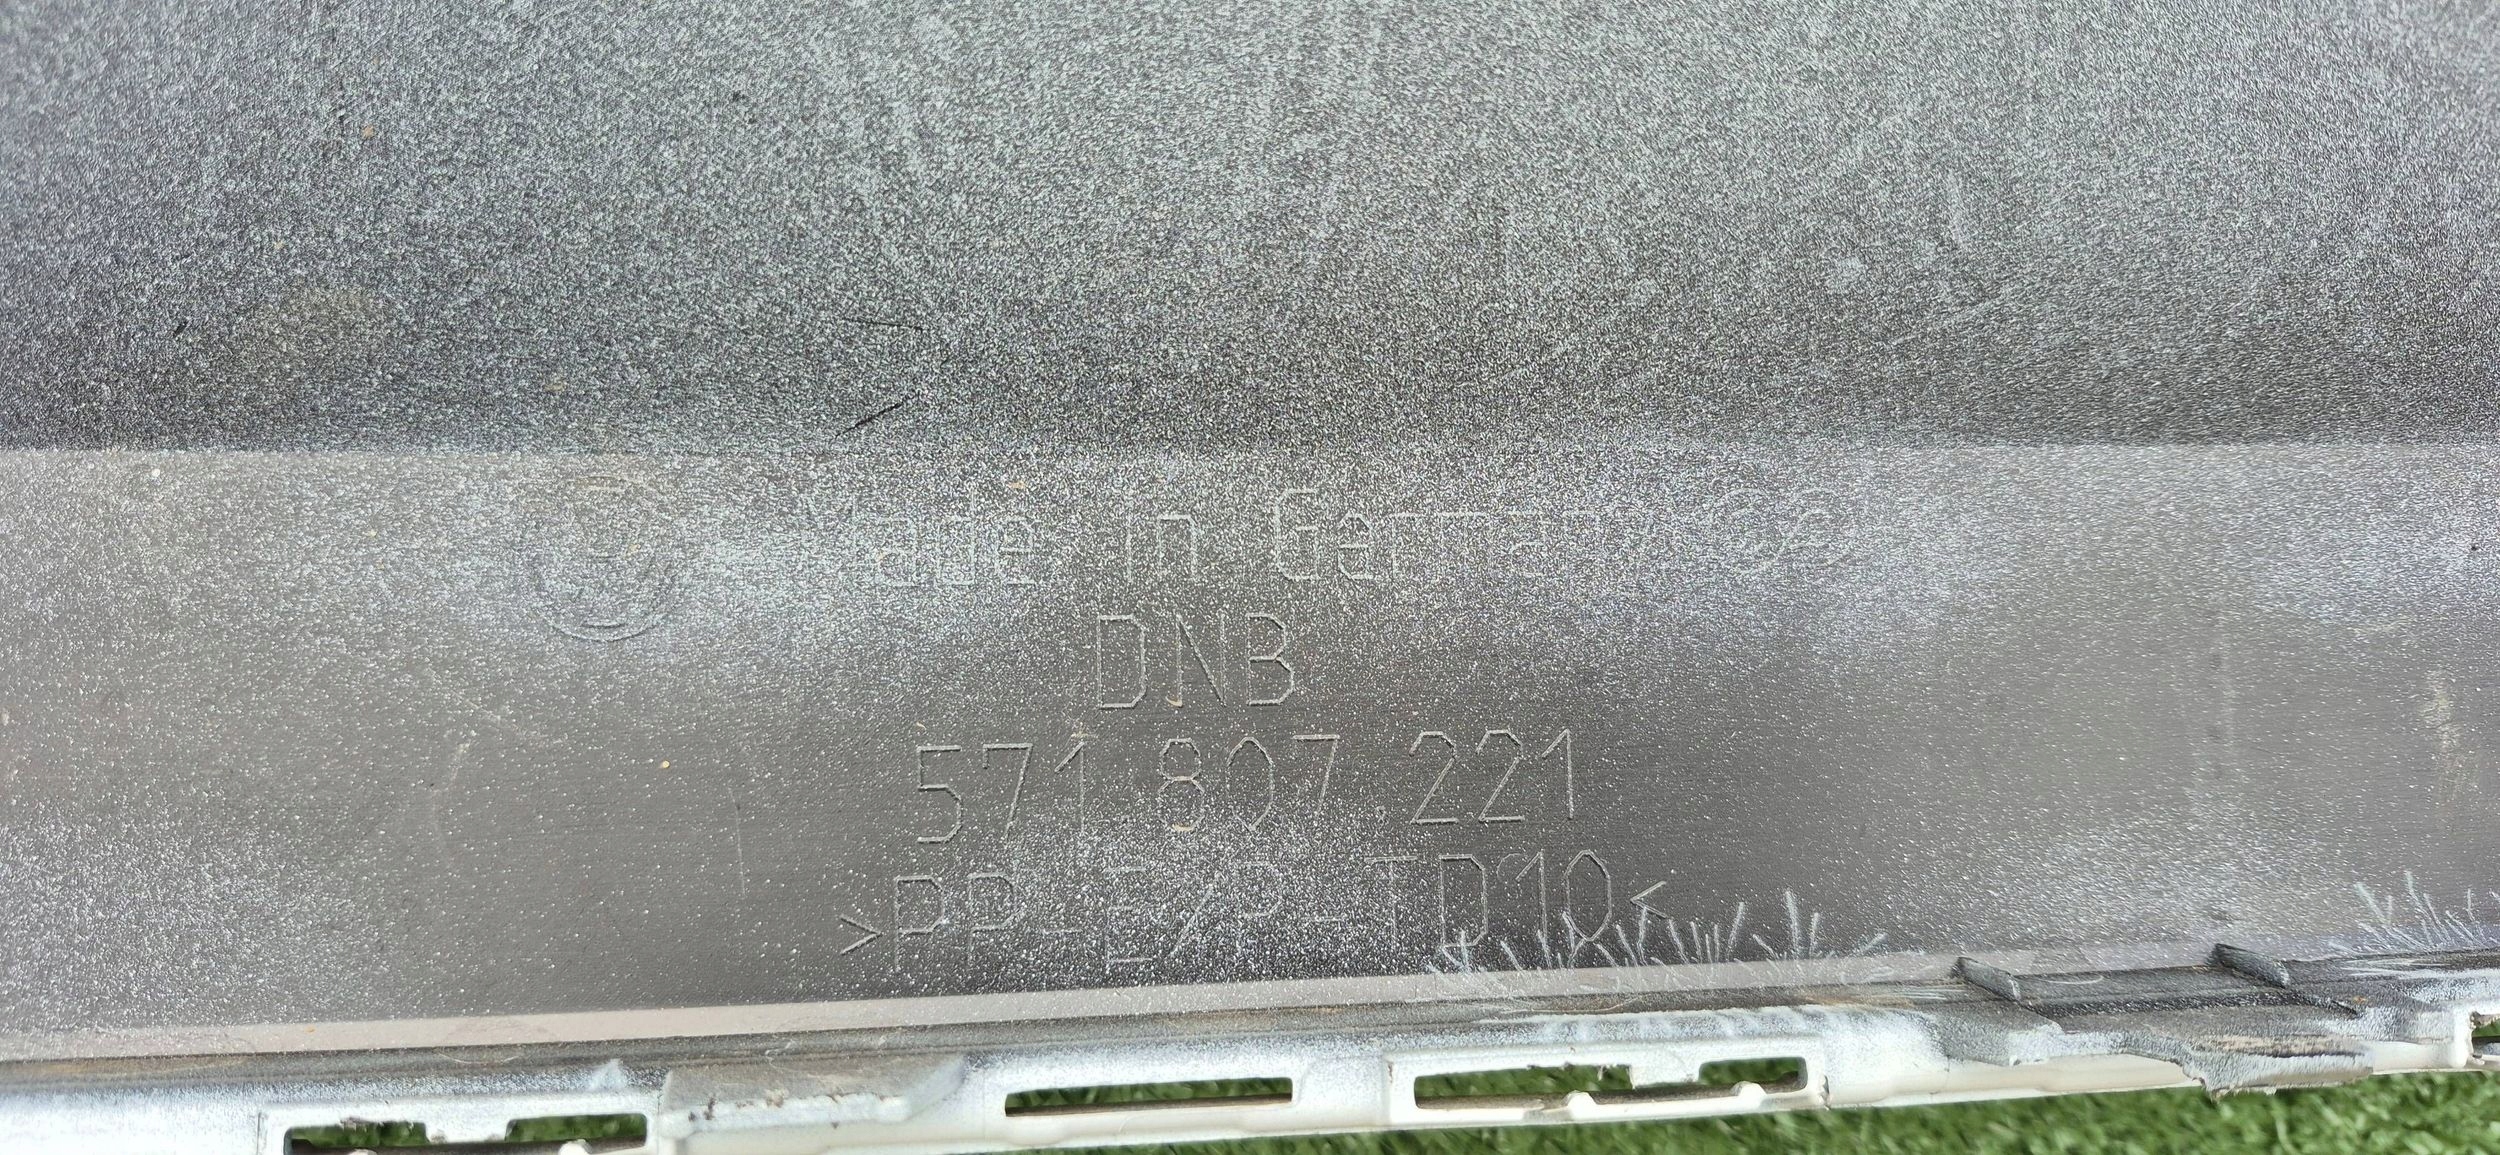 Made in Germany
DNB
571.807.221
>PP-E/P-TD10<